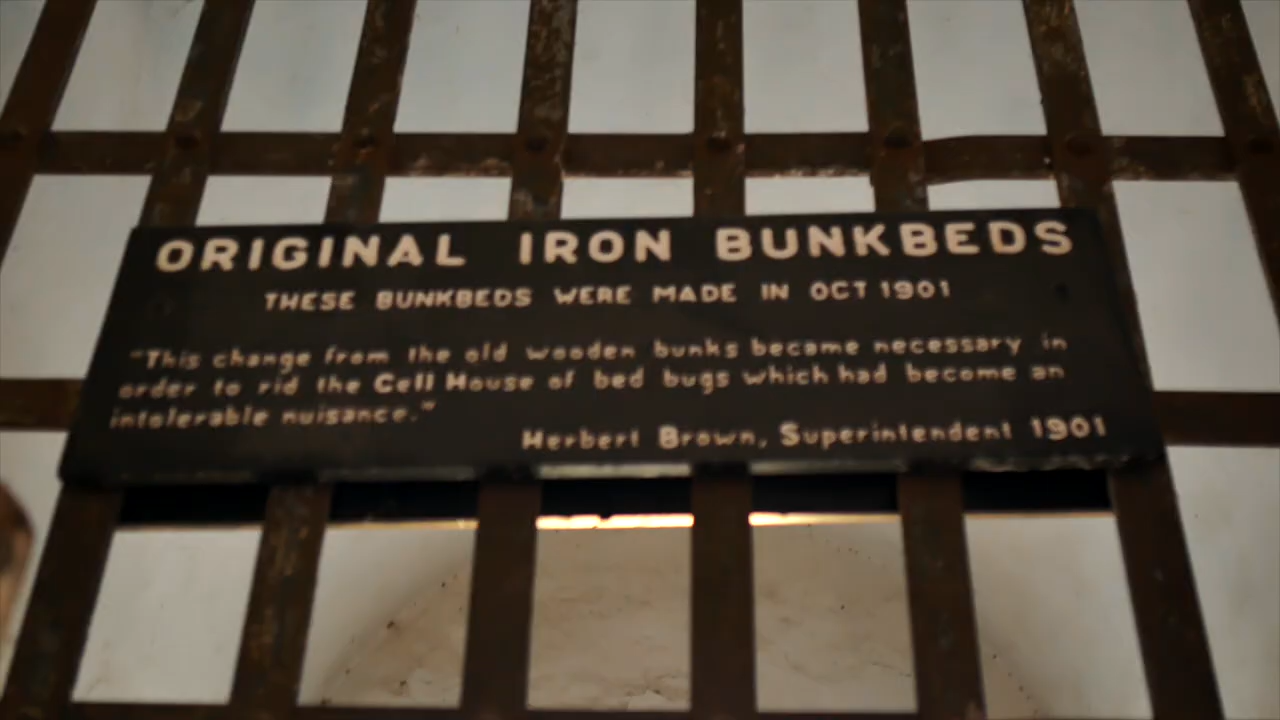 ORIGINAL IRON BUNKBEDS
THESE BUNKBEDS WERE MADE IN OCT 1901
"This change from the old wooden bunks became necessary in
order to rid the Cell House of bed bugs which had become an
intolerable nuisance."
Herbert Brown, Superintendent 1901